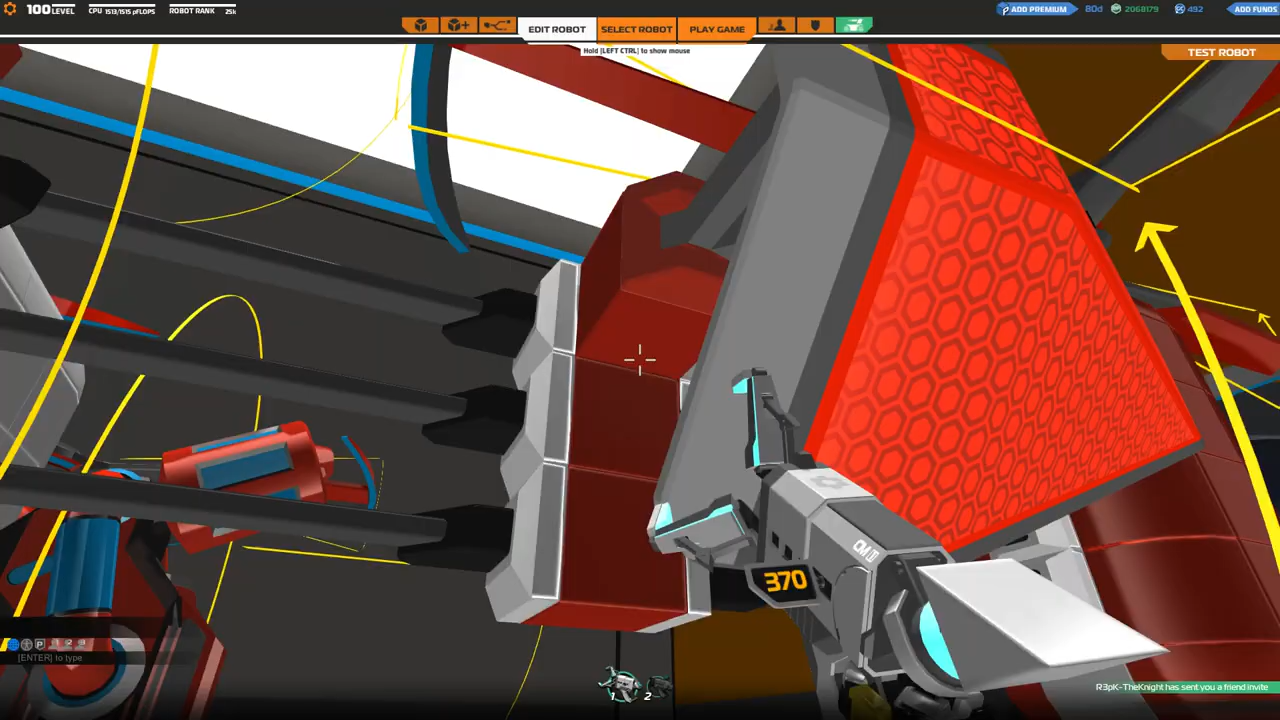 100 LEVEL
CPU 1513/1515 pFLOPS
ROBOT RANK 25k
ADD PREMIUM
80d
2068179
492
ADD FUNDS
EDIT ROBOT
SELECT ROBOT
PLAY GAME
Hold [LEFT CTRL] to show mouse
TEST ROBOT
CM
370
P
[ENTER] to type
1
2
R3pK-TheKnight has sent you a friend invite